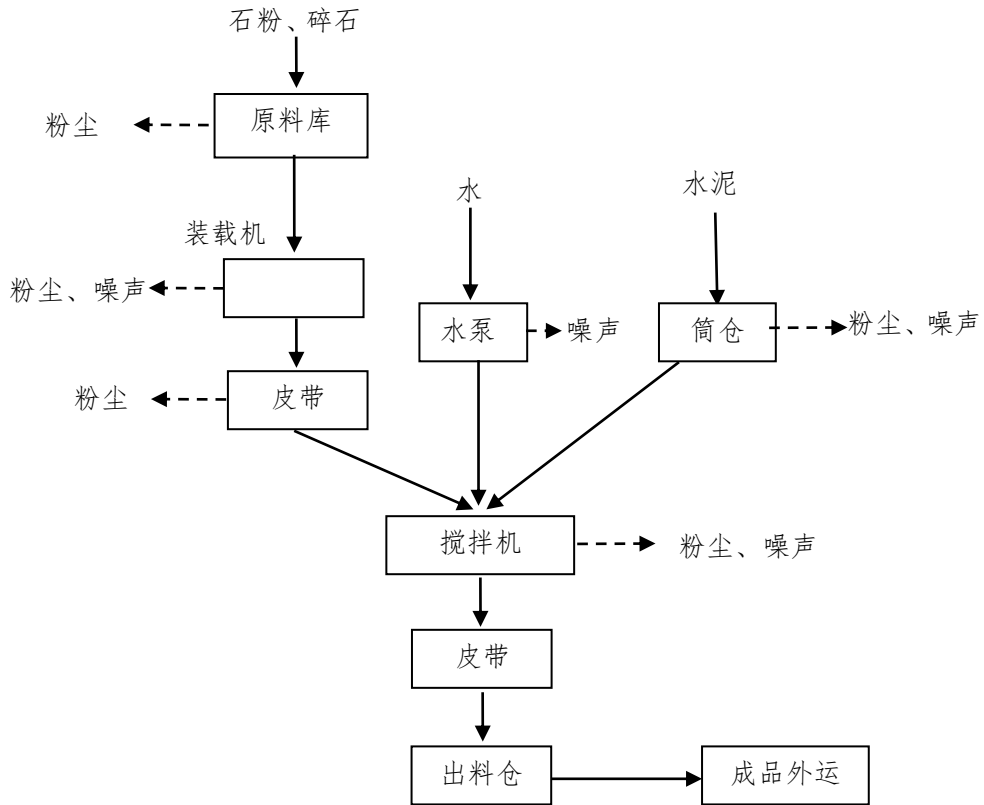 石粉、碎石
粉尘
原料库
水
水泥
装载机
粉尘、噪声
水泵
噪声
筒仓
粉尘、噪声
粉尘
皮带
搅拌机
粉尘、噪声
皮带
出料仓
成品外运